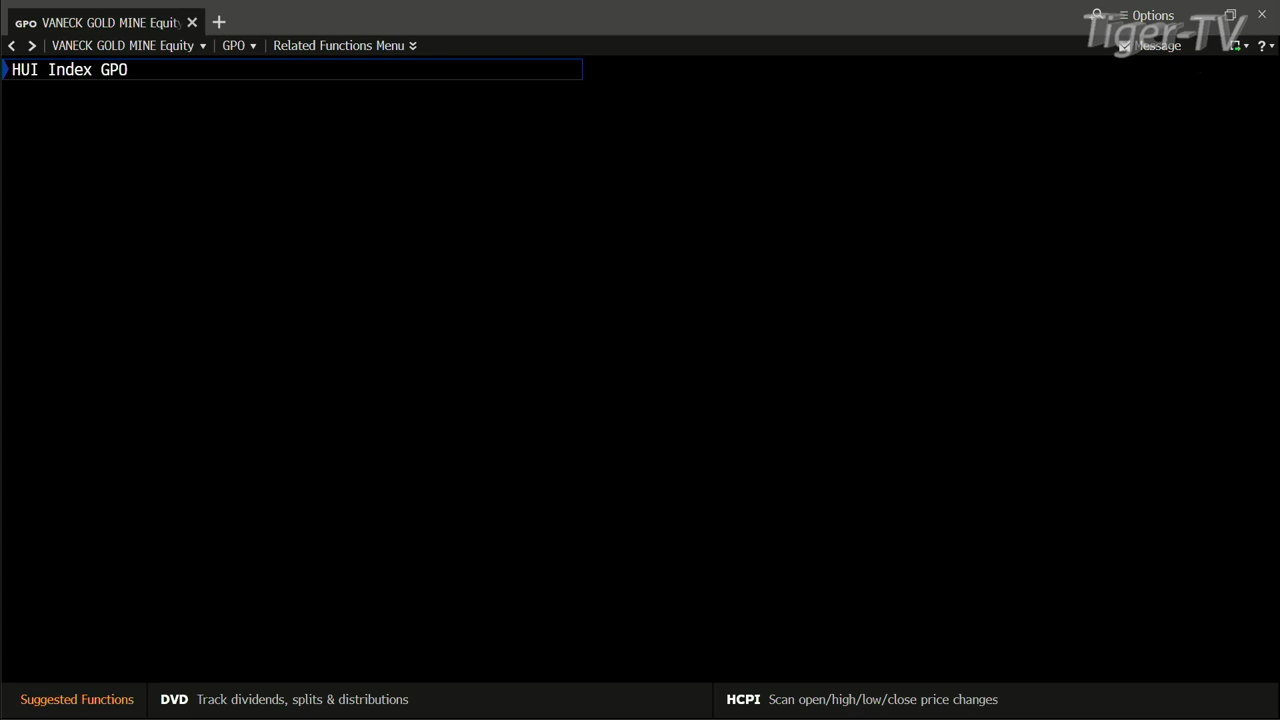 GPO VANECK GOLD MINE Equity
Options
Tiger-TV
VANECK GOLD MINE Equity GPO Related Functions Menu Message ?
HUI Index GPO
Suggested Functions DVD Track dividends, splits & distributions HCPI Scan open/high/low/close price changes